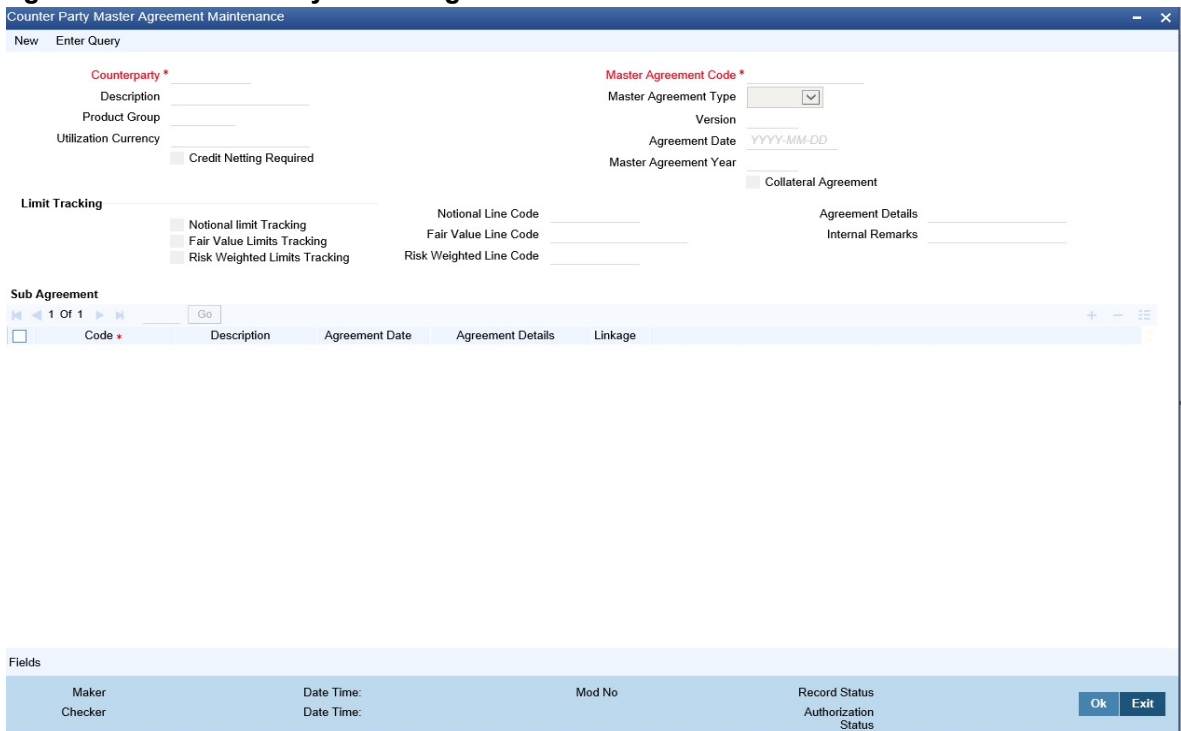 Counter Party Master Agreement Maintenance
New Enter Query
Counterparty *
Description
Product Group
Utilization Currency
Credit Netting Required
Master Agreement Code *
Master Agreement Type
Version
Agreement Date YYYY-MM-DD
Master Agreement Year
Collateral Agreement
Limit Tracking
Notional limit Tracking
Fair Value Limits Tracking
Risk Weighted Limits Tracking
Notional Line Code
Fair Value Line Code
Risk Weighted Line Code
Agreement Details
Internal Remarks
Sub Agreement
1 Of 1 Go
Code * Description Agreement Date Agreement Details Linkage
Fields
Maker Date Time: Mod No Record Status
Checker Date Time: Authorization
Status
Ok Exit